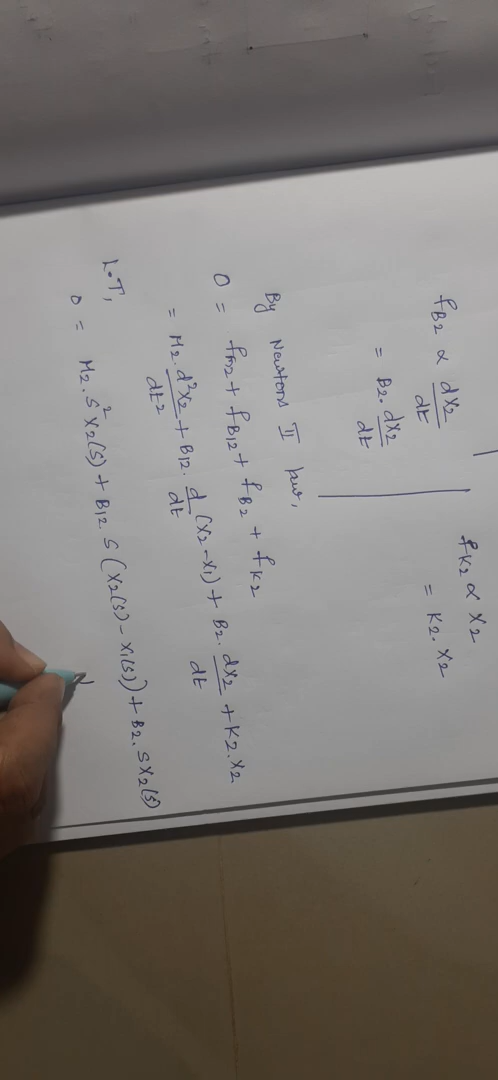 fB2 ∝ dx2/dt
= B2. dx2/dt
fK2 ∝ x2
= K2. x2
By Newtons II law,
0 = fm2 + fB12 + fB2 + fK2
= M2. d²x2/dt² + B12. d/dt (x2-x1) + B2. dx2/dt + K2. x2
L.T,
0 = M2. S² X2(S) + B12. S (X2(S) - X1(S)) + B2. S X2(S)